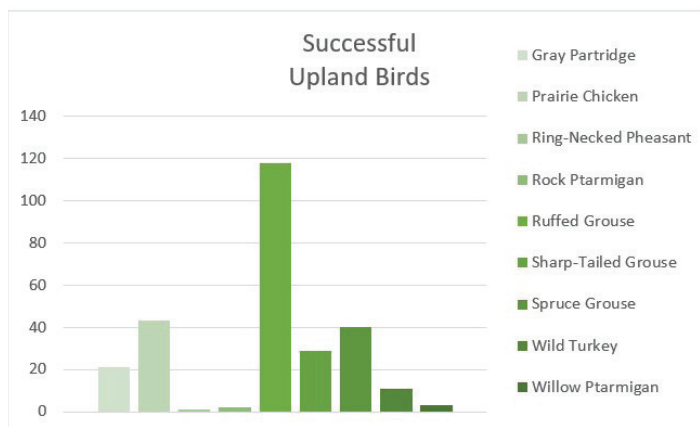 Successful
Upland Birds
140
120
100
80
60
40
20
0
Gray Partridge
Prairie Chicken
Ring-Necked Pheasant
Rock Ptarmigan
Ruffed Grouse
Sharp-Tailed Grouse
Spruce Grouse
Wild Turkey
Willow Ptarmigan